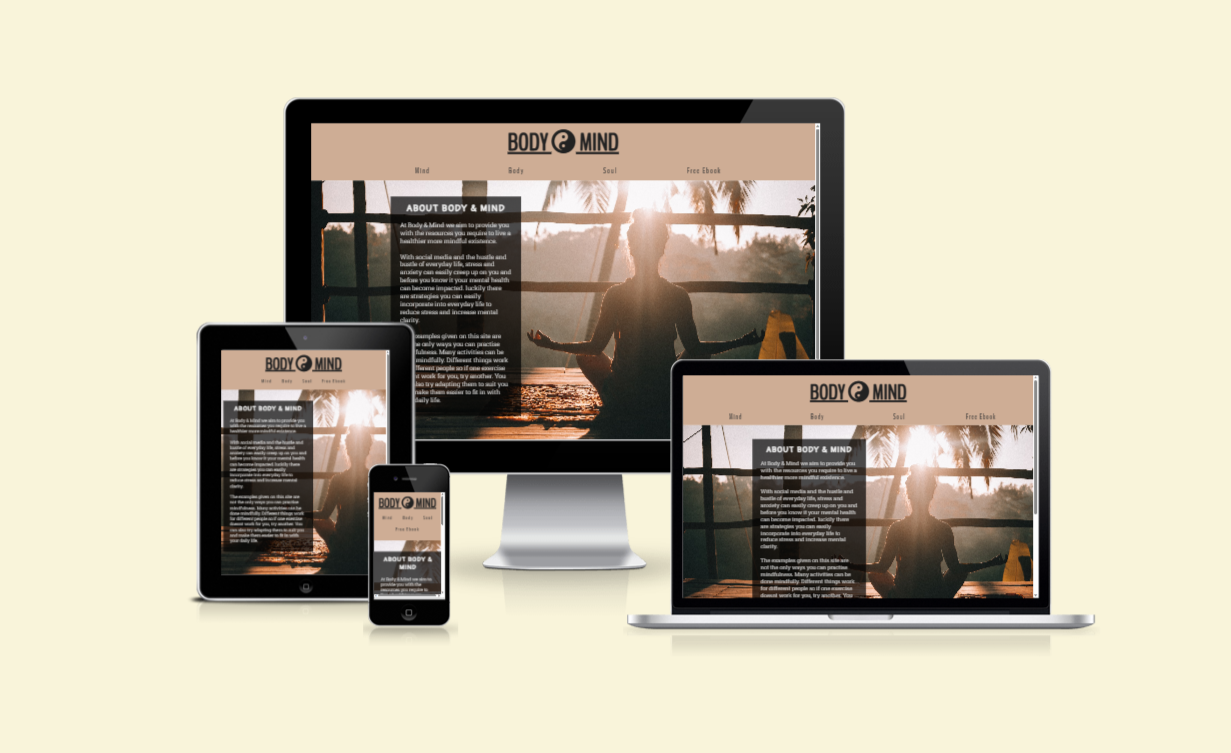 BODY MIND
Mind Body Soul Free Ebook
ABOUT BODY & MIND
At Body & Mind we aim to provide you
with the resources you require to live a
healthier more mindful existence.
With social media and the hustle and
bustle of everyday life, stress and
anxiety can easily creep up on you and
before you know it your mental health
can become impacted. luckily there
are strategies you can easily
incorporate into everyday life to
reduce stress and increase mental
clarity.
examples given on this site are
e only ways you can practise
fulness. Many activities can be
mindfully. Different things work
fferent people so if one exercise
t work for you, try another. You
lso try adapting them to suit you
make them easier to fit in with
daily life.
BODY MIND
Mind Body Soul Free Ebook
ABOUT BODY & MIND
At Body & Mind we aim to provide you
with the resources you require to live a
healthier more mindful existence.
With social media and the hustle and
bustle of everyday life, stress and
anxiety can easily creep up on you and
before you know it your mental health
can become impacted. luckily there
are strategies you can easily
incorporate into everyday life to
reduce stress and increase mental
clarity.
The examples given on this site are
not the only ways you can practise
mindfulness. Many activities can be
done mindfully. Different things work
for different people so if one exercise
doesnt work for you, try another. You
can also try adapting them to suit you
and make them easier to fit in with
your daily life.
BODY MIND
Mind Body Soul
Free Ebook
ABOUT BODY &
MIND
At Body & Mind we aim to
provide you with the
resources you require to
BODY MIND
Mind Body Soul Free Ebook
ABOUT BODY & MIND
At Body & Mind we aim to provide you
with the resources you require to live a
healthier more mindful existence.
With social media and the hustle and
bustle of everyday life, stress and
anxiety can easily creep up on you and
before you know it your mental health
can become impacted. luckily there
are strategies you can easily
incorporate into everyday life to
reduce stress and increase mental
clarity.
The examples given on this site are
not the only ways you can practise
mindfulness. Many activities can be
done mindfully. Different things work
for different people so if one exercise
doesnt work for you, try another. You